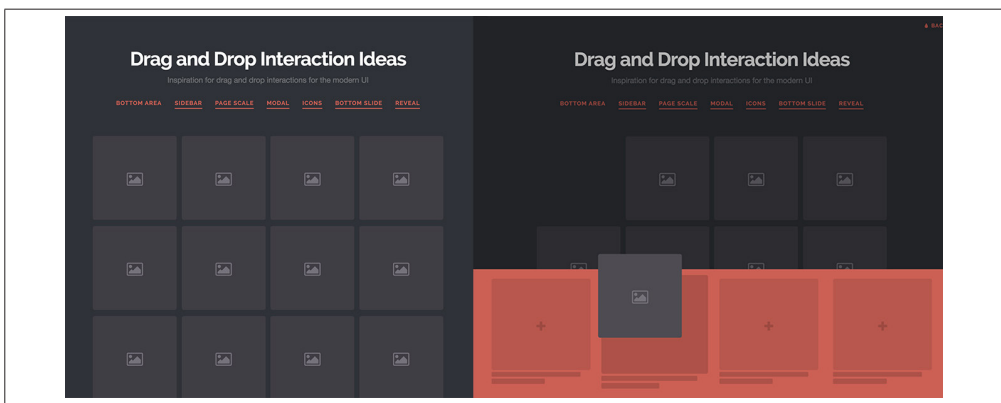 Drag and Drop Interaction Ideas
Inspiration for drag and drop interactions for the modern UI
BOTTOM AREA SIDEBAR PAGE SCALE MODAL ICONS BOTTOM SLIDE REVEAL
Drag and Drop Interaction Ideas
Inspiration for drag and drop interactions for the modern UI
BOTTOM AREA SIDEBAR PAGE SCALE MODAL ICONS BOTTOM SLIDE REVEAL